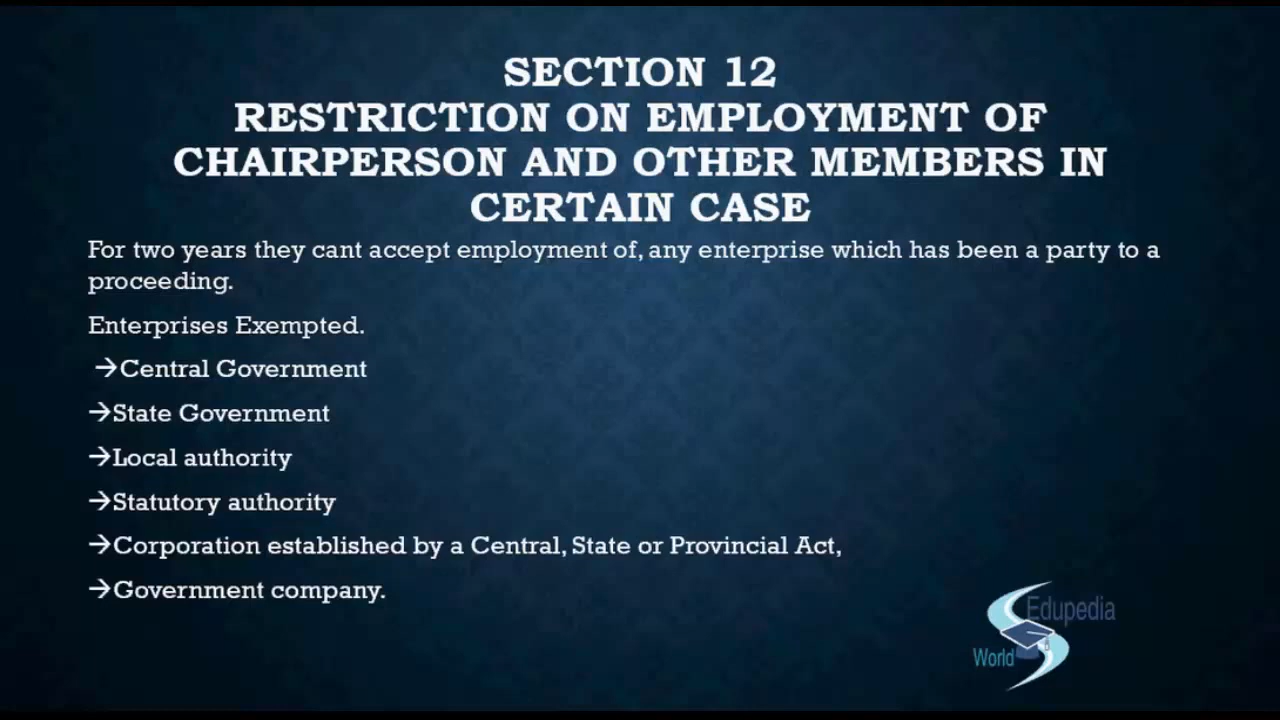 SECTION 12
RESTRICTION ON EMPLOYMENT OF
CHAIRPERSON AND OTHER MEMBERS IN
CERTAIN CASE
For two years they cant accept employment of, any enterprise which has been a party to a
proceeding.
Enterprises Exempted.
→Central Government
→State Government
→Local authority
→Statutory authority
→Corporation established by a Central, State or Provincial Act,
→Government company.
Edupedia
World